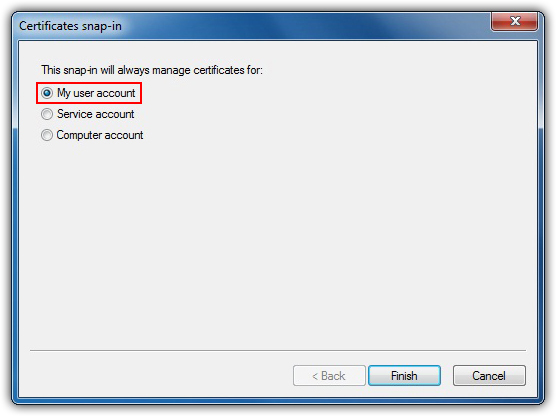 Certificates snap-in
This snap-in will always manage certificates for:
My user account
Service account
Computer account
< Back Finish Cancel